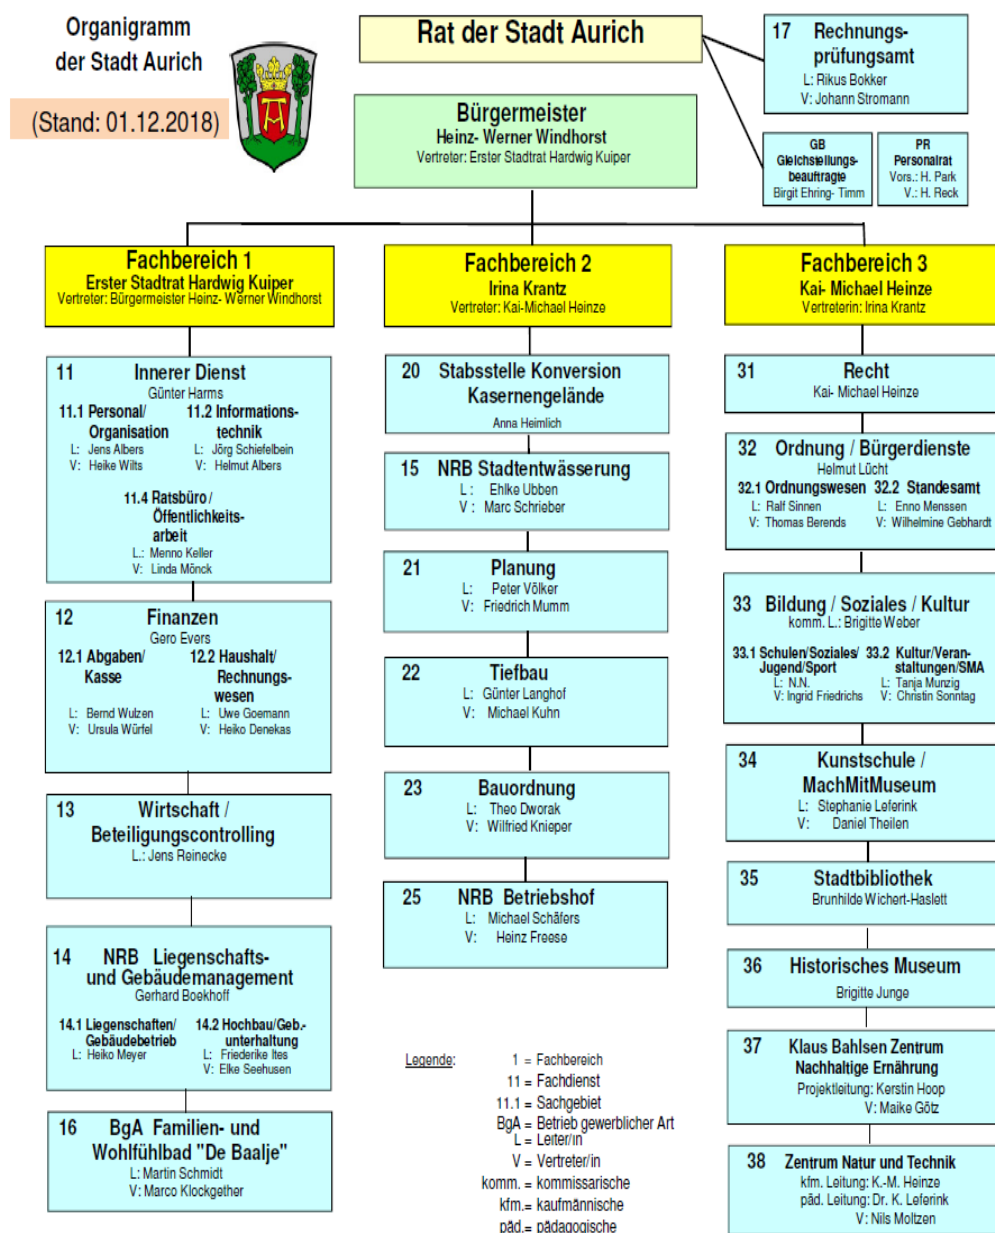 Organigramm
der Stadt Aurich
(Stand: 01.12.2018)
Rat der Stadt Aurich
Bürgermeister
Heinz- Werner Windhorst
Vertreter: Erster Stadtrat Hardwig Kuiper
17 Rechnungs-
prüfungsamt
L: Rikus Bokker
V: Johann Stromann
GB
Gleichstellungs-
beauftragte
Birgit Ehring- Timm
PR
Personalrat
Vors.: H. Park
V.: H. Reck
Fachbereich 1
Erster Stadtrat Hardwig Kuiper
Vertreter: Bürgermeister Heinz- Werner Windhorst
11 Innerer Dienst
Günter Harms
11.1 Personal/
Organisation
L: Jens Albers
V: Heike Wilts
11.2 Informations-
technik
L: Jörg Schiefelbein
V: Helmut Albers
11.4 Ratsbüro /
Öffentlichkeits-
arbeit
L.: Menno Keller
V: Linda Mönck
12 Finanzen
Gero Evers
12.1 Abgaben/
Kasse
L: Bernd Wulzen
V: Ursula Würfel
12.2 Haushalt/
Rechnungs-
wesen
L: Uwe Goemann
V: Heiko Denekas
13 Wirtschaft /
Beteiligungscontrolling
L.: Jens Reinecke
14 NRB Liegenschafts-
und Gebäudemanagement
Gerhard Boekhoff
14.1 Liegenschaften/
Gebäudebetrieb
L: Heiko Meyer
14.2 Hochbau/Geb.-
unterhaltung
L: Friederike Ites
V: Elke Seehusen
16 BgA Familien- und
Wohlfühlbad "De Baalje"
L: Martin Schmidt
V: Marco Klockgether
Fachbereich 2
Irina Krantz
Vertreter: Kai-Michael Heinze
20 Stabsstelle Konversion
Kasernengelände
Anna Heimlich
15 NRB Stadtentwässerung
L : Ehlke Ubben
V : Marc Schrieber
21 Planung
L: Peter Völker
V: Friedrich Mumm
22 Tiefbau
L: Günter Langhof
V: Michael Kuhn
23 Bauordnung
L: Theo Dworak
V: Wilfried Knieper
25 NRB Betriebshof
L: Michael Schäfers
V: Heinz Freese
Fachbereich 3
Kai- Michael Heinze
Vertreterin: Irina Krantz
31 Recht
Kai- Michael Heinze
32 Ordnung / Bürgerdienste
Helmut Lücht
32.1 Ordnungswesen
L: Ralf Sinnen
V: Thomas Berends
32.2 Standesamt
L: Enno Menssen
V: Wilhelmine Gebhardt
33 Bildung / Soziales / Kultur
komm. L.: Brigitte Weber
33.1 Schulen/Soziales/
Jugend/Sport
L: N.N.
V: Ingrid Friedrichs
33.2 Kultur/Veran-
staltungen/SMA
L: Tanja Munzig
V: Christin Sonntag
34 Kunstschule /
MachMitMuseum
L: Stephanie Leferink
V: Daniel Theilen
35 Stadtbibliothek
Brunhilde Wichert-Haslett
36 Historisches Museum
Brigitte Junge
37 Klaus Bahlsen Zentrum
Nachhaltige Ernährung
Projektleitung: Kerstin Hoop
V: Maike Götz
38 Zentrum Natur und Technik
kfm. Leitung: K.-M. Heinze
päd. Leitung: Dr. K. Leferink
V: Nils Moltzen
Legende: 1 = Fachbereich
11 = Fachdienst
11.1 = Sachgebiet
BgA = Betrieb gewerblicher Art
L = Leiter/in
V = Vertreter/in
komm. = kommissarische
kfm.= kaufmännische
päd.= pädagogische